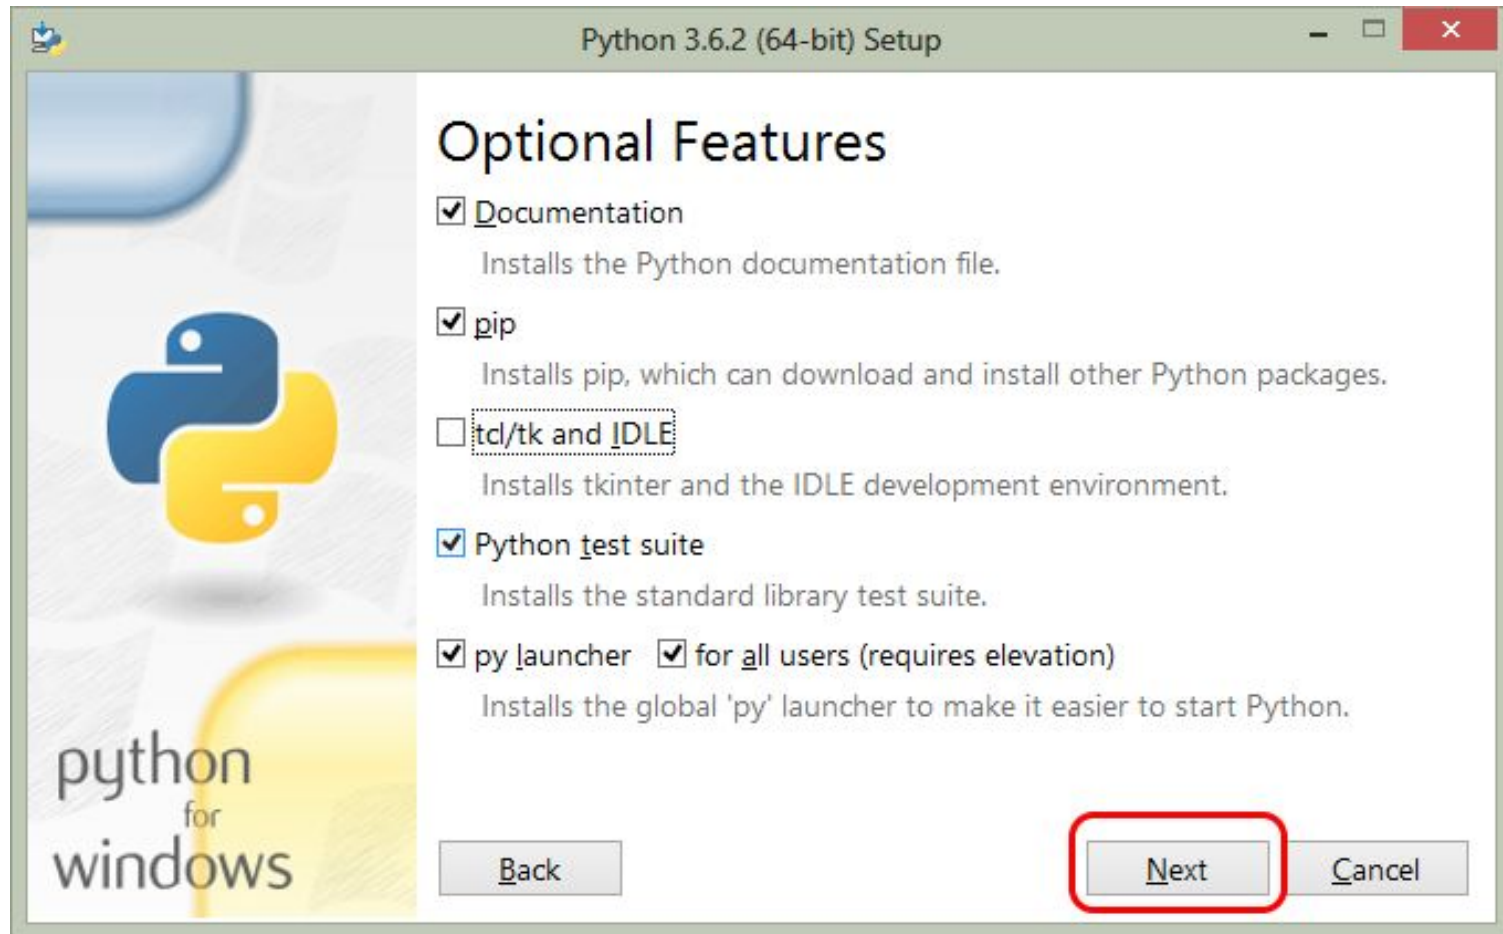 Python 3.6.2 (64-bit) Setup
Optional Features
Documentation
Installs the Python documentation file.
pip
Installs pip, which can download and install other Python packages.
tcl/tk and IDLE
Installs tkinter and the IDLE development environment.
Python test suite
Installs the standard library test suite.
py launcher for all users (requires elevation)
Installs the global 'py' launcher to make it easier to start Python.
python
for
windows
Back Next Cancel